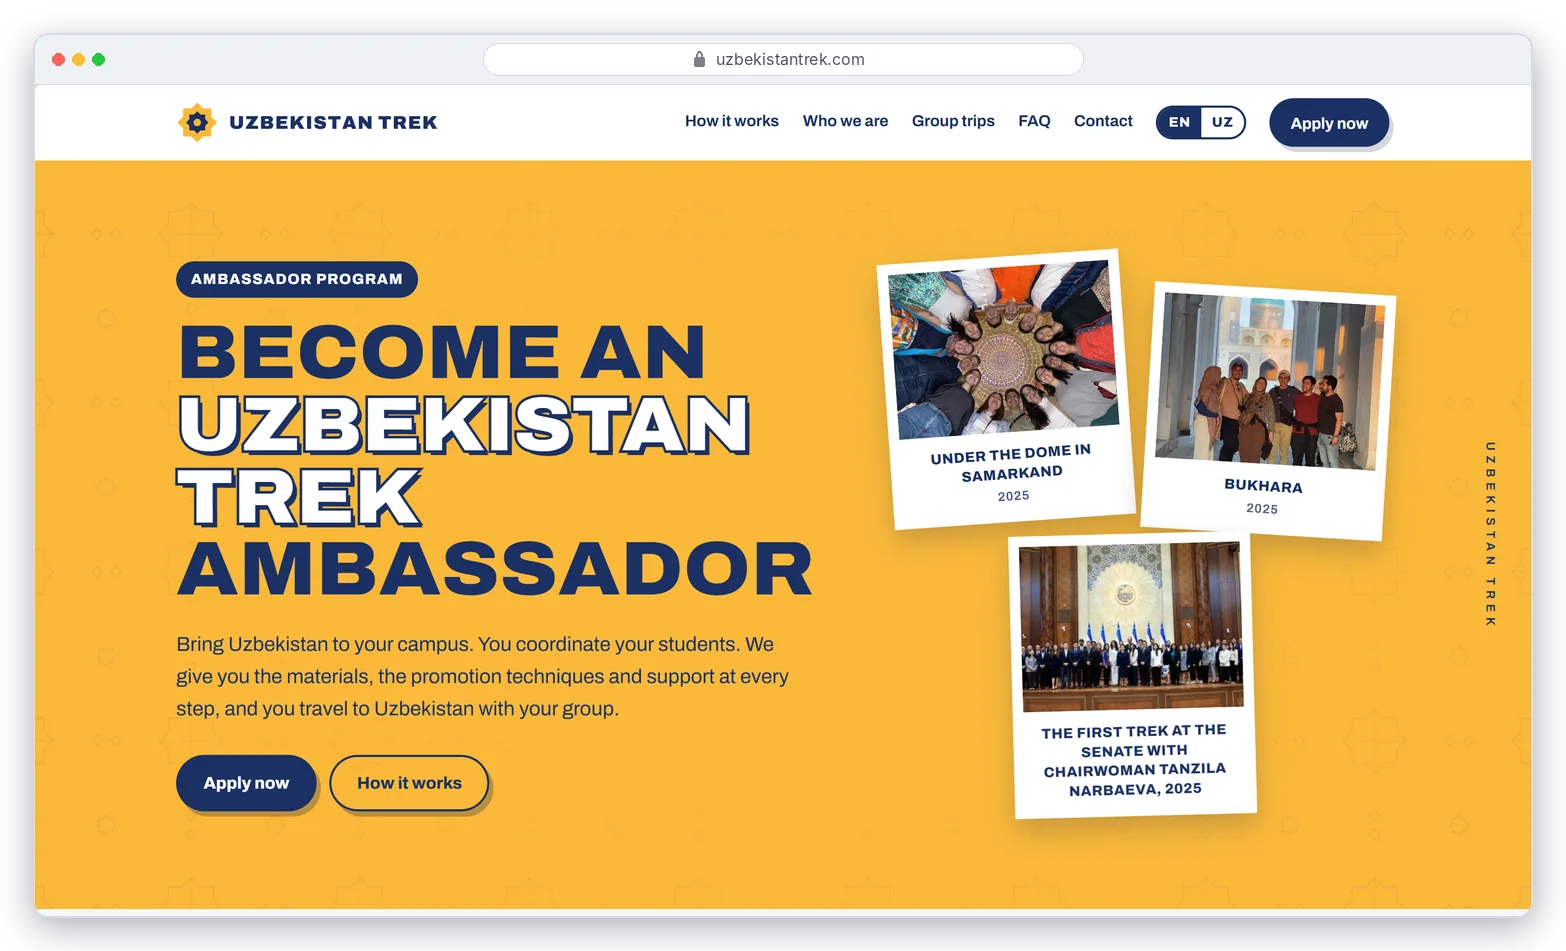 uzbekistantrek.com
UZBEKISTAN TREK
How it works
Who we are
Group trips
FAQ
Contact
EN
UZ
Apply now
AMBASSADOR PROGRAM
BECOME AN
UZBEKISTAN
TREK
AMBASSADOR
Bring Uzbekistan to your campus. You coordinate your students. We
give you the materials, the promotion techniques and support at every
step, and you travel to Uzbekistan with your group.
Apply now
How it works
UNDER THE DOME IN
SAMARKAND
2025
BUKHARA
2025
THE FIRST TREK AT THE
SENATE WITH
CHAIRWOMAN TANZILA
NARBAEVA, 2025
UZBEKISTAN TREK